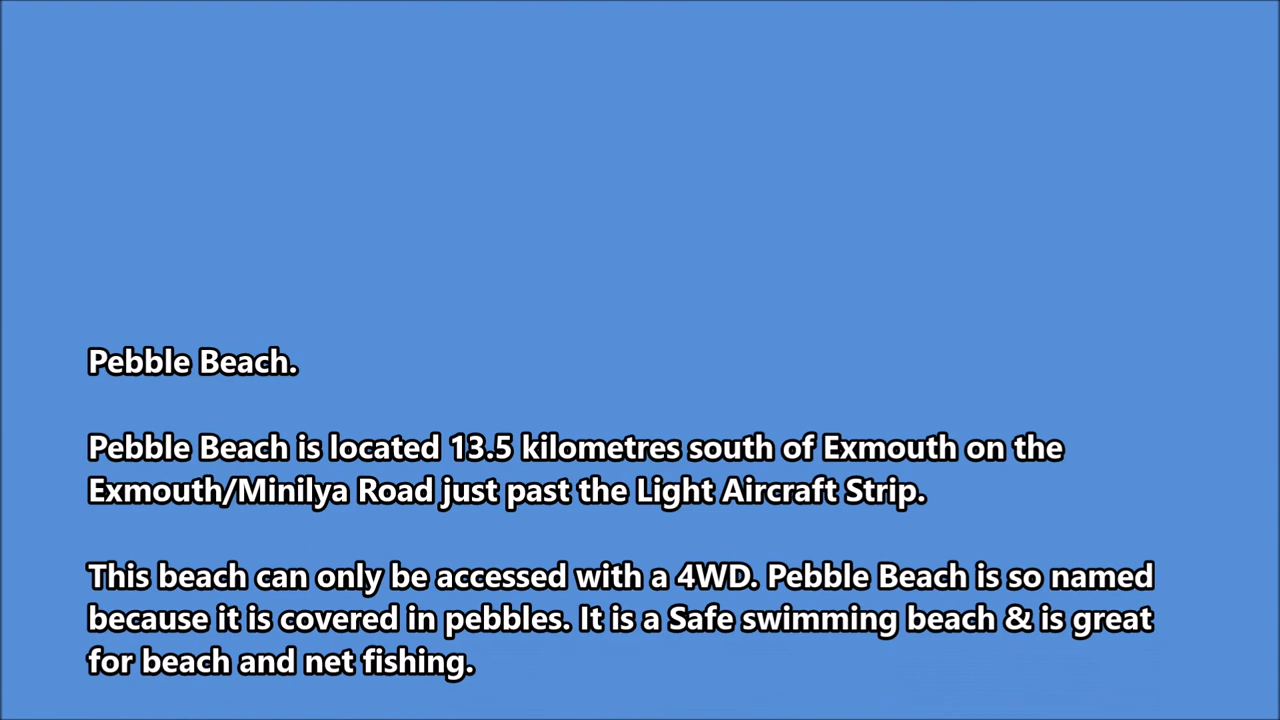 Pebble Beach.
Pebble Beach is located 13.5 kilometres south of Exmouth on the
Exmouth/Minilya Road just past the Light Aircraft Strip.
This beach can only be accessed with a 4WD. Pebble Beach is so named
because it is covered in pebbles. It is a Safe swimming beach & is great
for beach and net fishing.